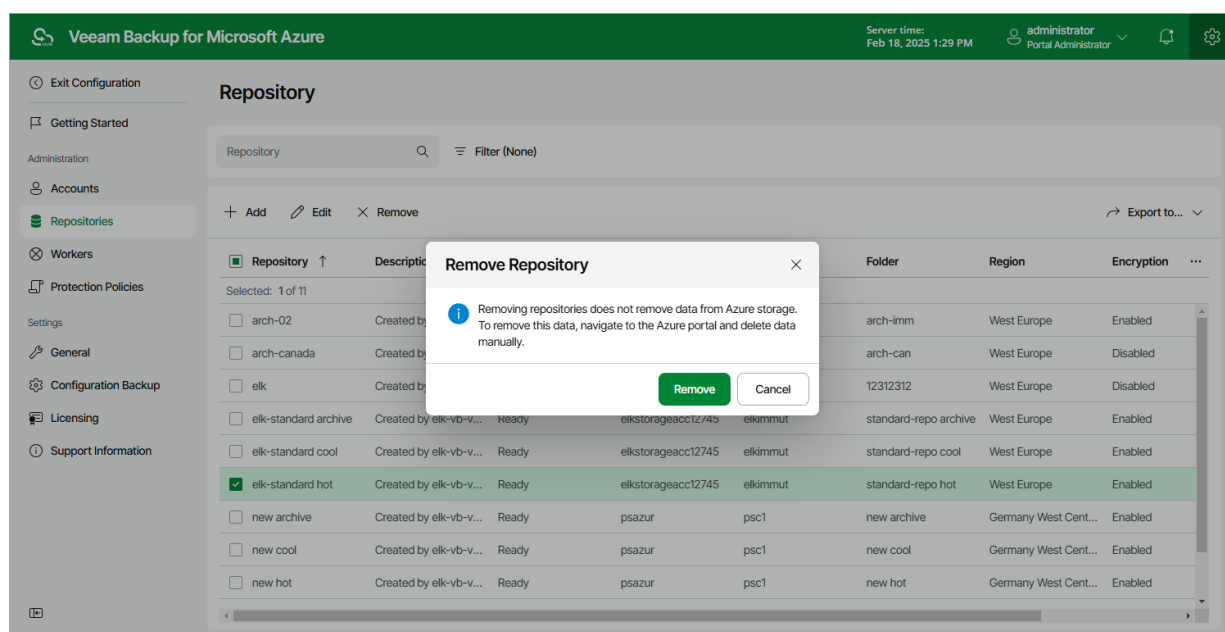 Veeam Backup for Microsoft Azure
Server time:
Feb 18, 2025 1:29 PM
administrator
Portal Administrator
Exit Configuration
Getting Started
Administration
Accounts
Repositories
Workers
Protection Policies
Settings
General
Configuration Backup
Licensing
Support Information
Repository
Repository
Filter (None)
Add Edit Remove
Export to...
Repository Folder Region Encryption ...
Selected: 1 of 11
arch-02 Created arch-imm West Europe Enabled
arch-canada Created arch-can West Europe Disabled
elk Created 12312312 West Europe Disabled
elk-standard archive Created by elk-vb-v... Ready elkstorageacc12745 elkimmut standard-repo archive West Europe Enabled
elk-standard cool Created by elk-vb-v... Ready elkstorageacc12745 elkimmut standard-repo cool West Europe Enabled
elk-standard hot Created by elk-vb-v... Ready elkstorageacc12745 elkimmut standard-repo hot West Europe Enabled
new archive Created by elk-vb-v... Ready psazur psc1 new archive Germany West Cent... Enabled
new cool Created by elk-vb-v... Ready psazur psc1 new cool Germany West Cent... Enabled
new hot Created by elk-vb-v... Ready psazur psc1 new hot Germany West Cent... Enabled
Remove Repository
Removing repositories does not remove data from Azure storage.
To remove this data, navigate to the Azure portal and delete data
manually.
Remove Cancel